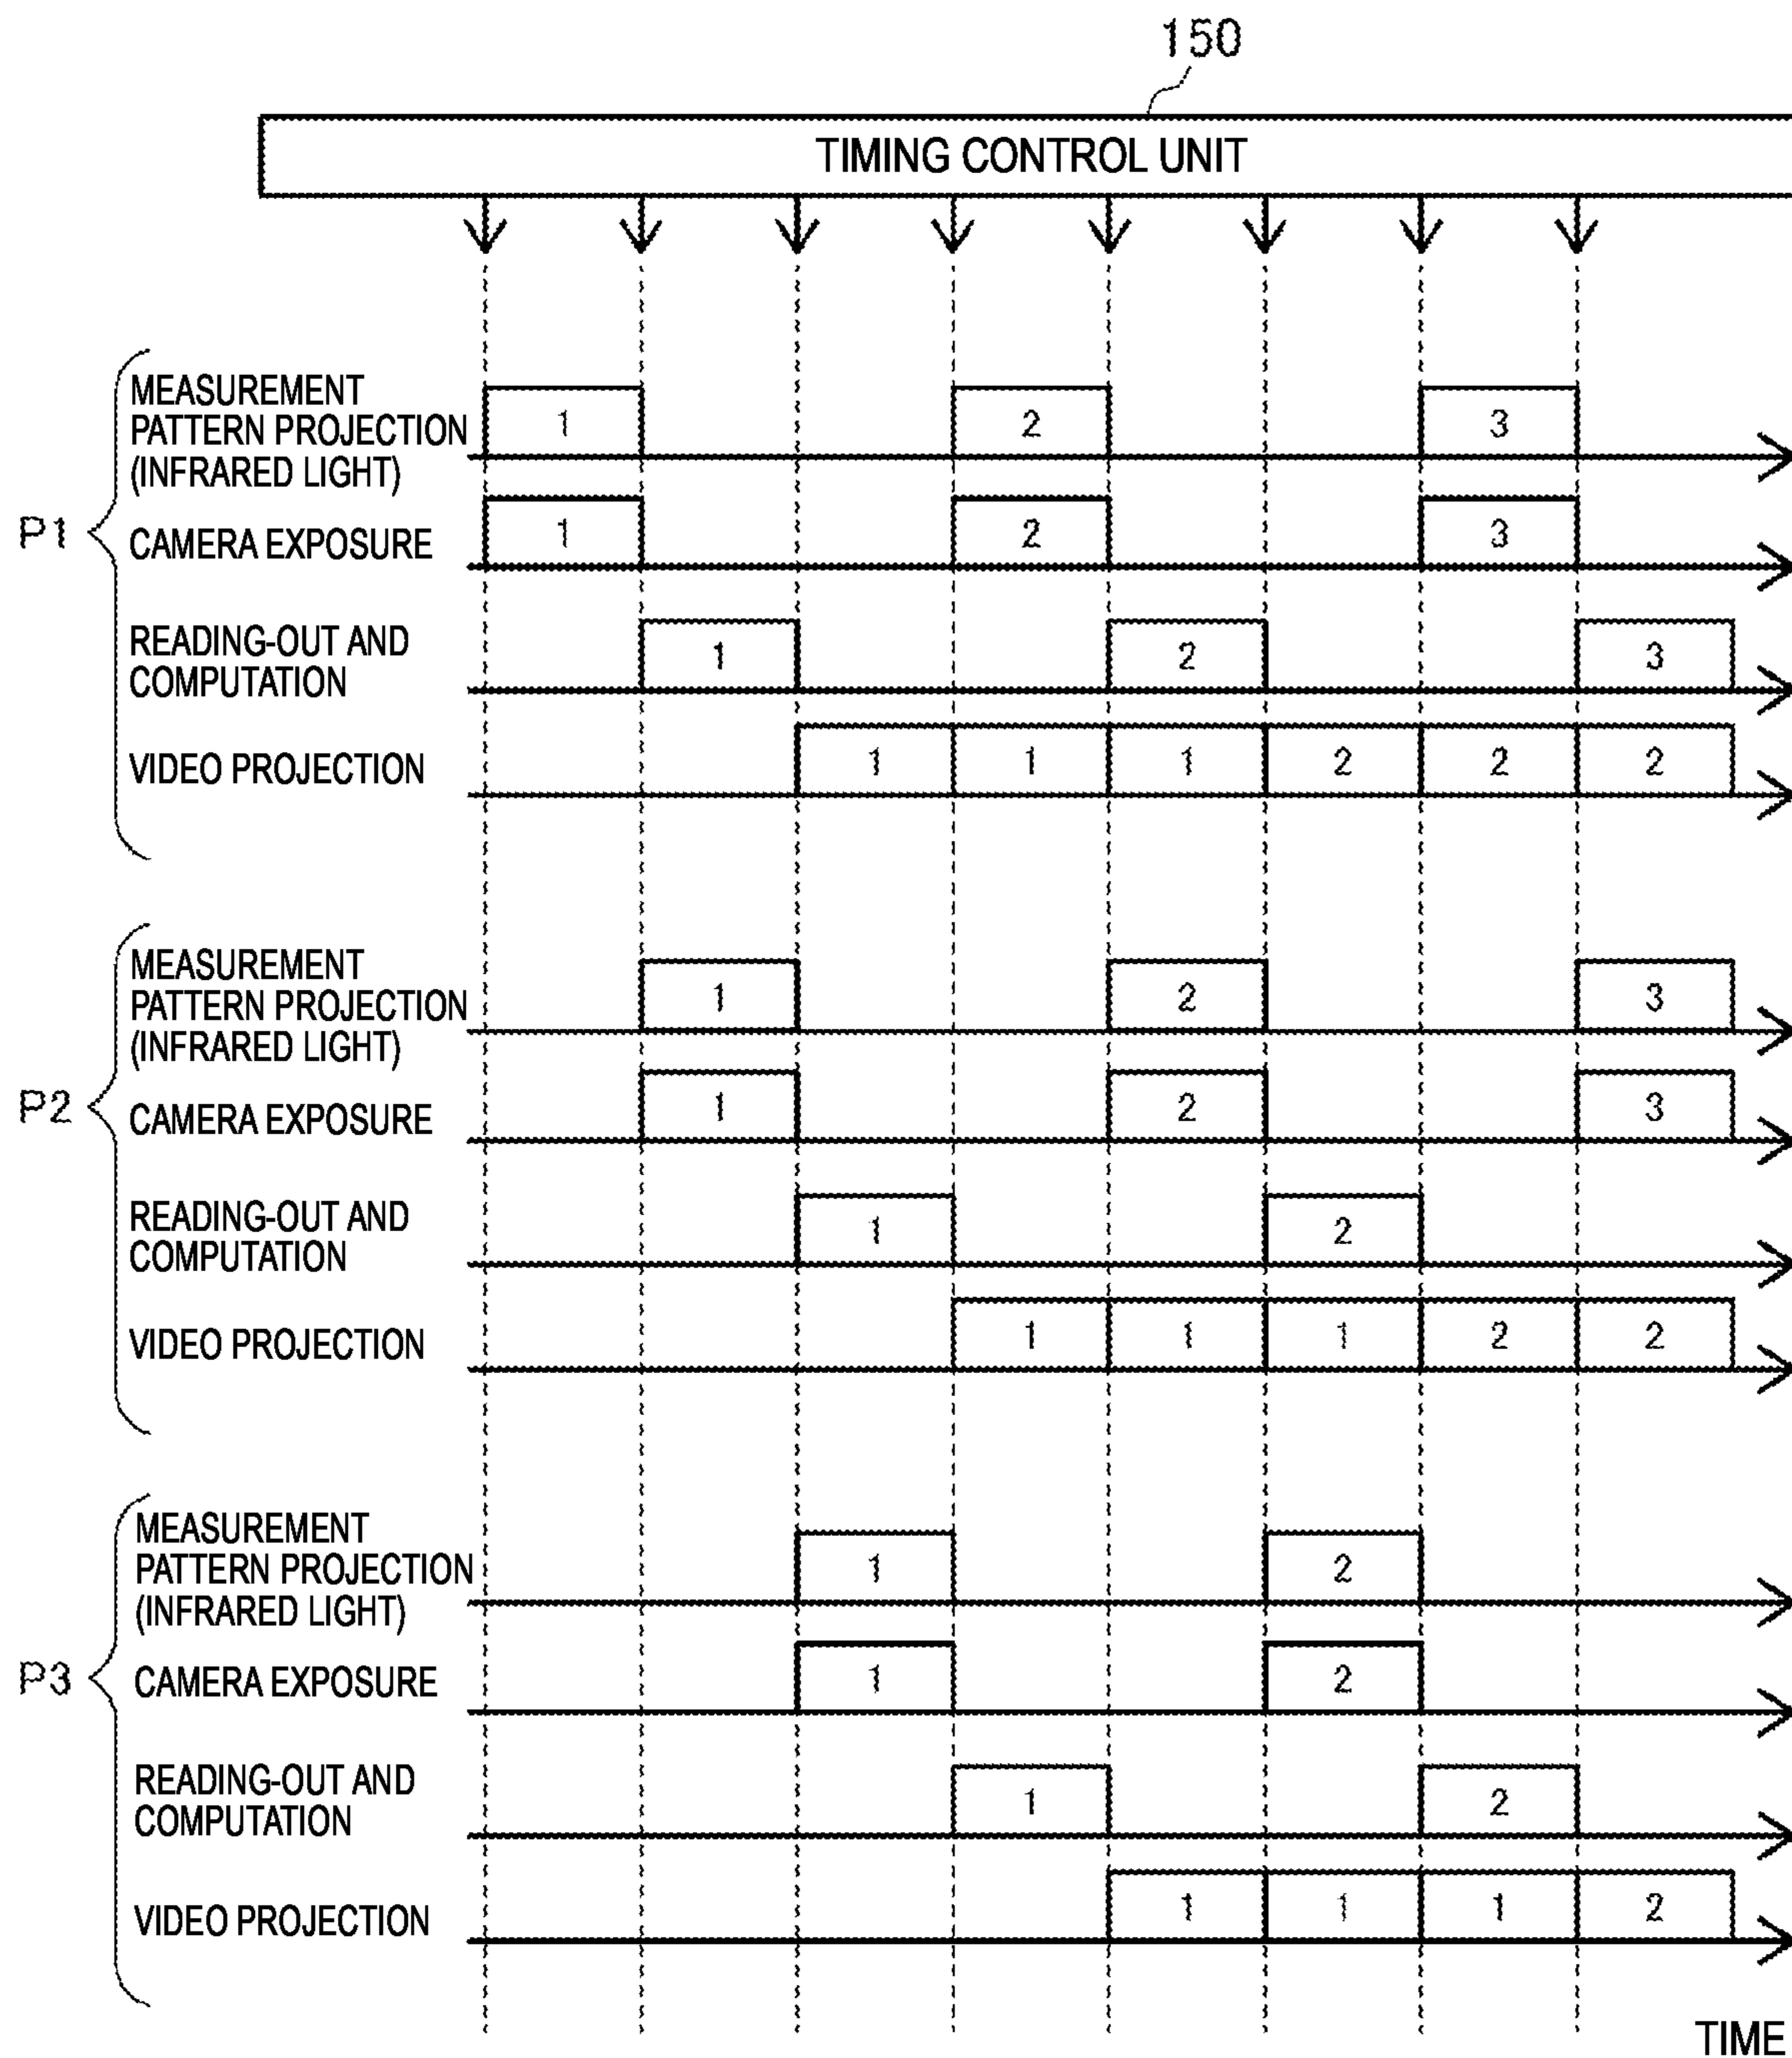 150
TIMING CONTROL UNIT
MEASUREMENT
PATTERN PROJECTION
(INFRARED LIGHT)
1 2 3
P1
CAMERA EXPOSURE
1 2 3
READING-OUT AND
COMPUTATION
1 2 3
VIDEO PROJECTION
1 1 1 2 2 2
MEASUREMENT
PATTERN PROJECTION
(INFRARED LIGHT)
1 2 3
P2
CAMERA EXPOSURE
1 2 3
READING-OUT AND
COMPUTATION
1 2
VIDEO PROJECTION
1 1 1 2 2
MEASUREMENT
PATTERN PROJECTION
(INFRARED LIGHT)
1 2
P3
CAMERA EXPOSURE
1 2
READING-OUT AND
COMPUTATION
1 2
VIDEO PROJECTION
1 1 1 2
TIME